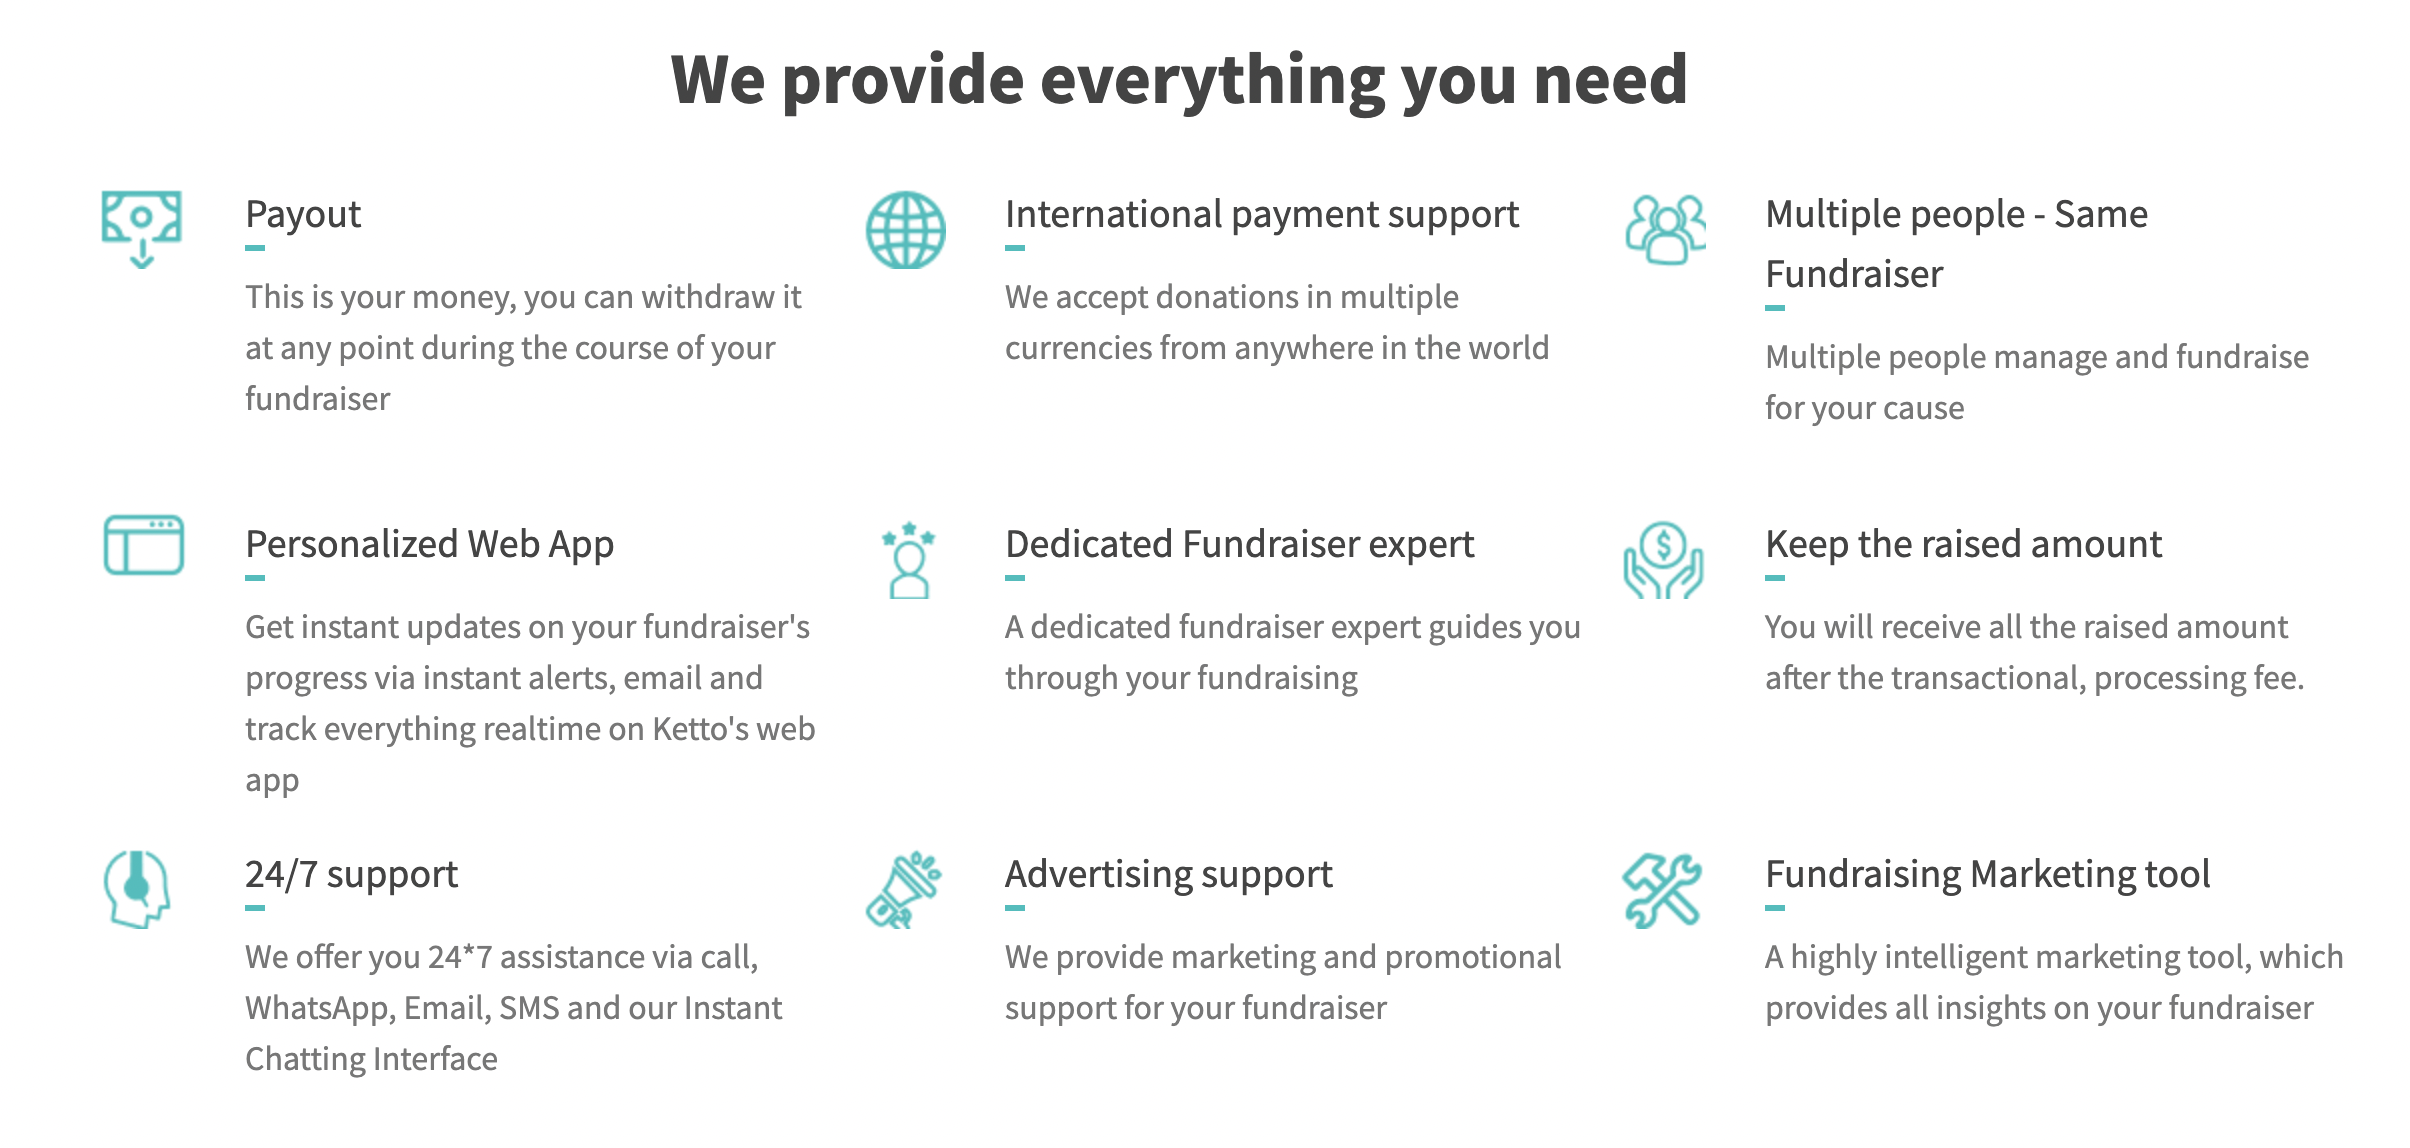 We provide everything you need
Payout
This is your money, you can withdraw it
at any point during the course of your
fundraiser
International payment support
We accept donations in multiple
currencies from anywhere in the world
Multiple people - Same
Fundraiser
Multiple people manage and fundraise
for your cause
Personalized Web App
Get instant updates on your fundraiser's
progress via instant alerts, email and
track everything realtime on Ketto's web
app
Dedicated Fundraiser expert
A dedicated fundraiser expert guides you
through your fundraising
Keep the raised amount
You will receive all the raised amount
after the transactional, processing fee.
24/7 support
We offer you 24*7 assistance via call,
WhatsApp, Email, SMS and our Instant
Chatting Interface
Advertising support
We provide marketing and promotional
support for your fundraiser
Fundraising Marketing tool
A highly intelligent marketing tool, which
provides all insights on your fundraiser